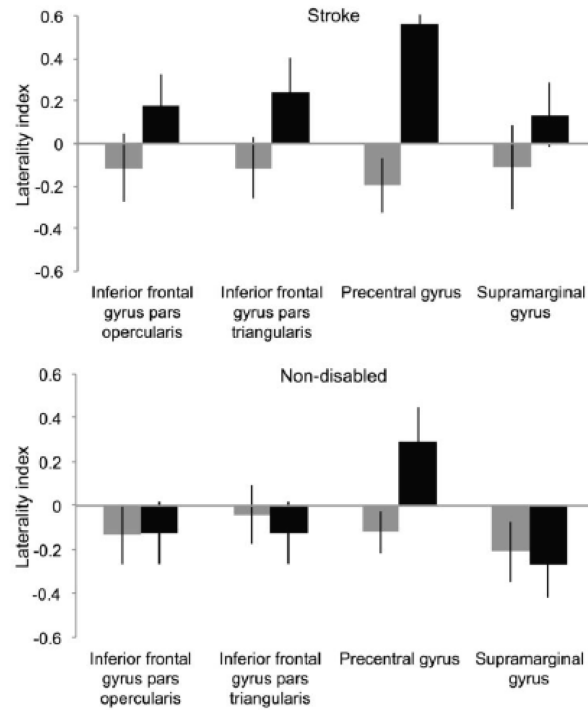 Stroke
Laterality index
0.6
0.4
0.2
0
-0.2
-0.4
-0.6
Inferior frontal
gyrus pars
opercularis
Inferior frontal
gyrus pars
triangularis
Precentral gyrus
Supramarginal
gyrus
Non-disabled
Laterality index
0.6
0.4
0.2
0
-0.2
-0.4
-0.6
Inferior frontal
gyrus pars
opercularis
Inferior frontal
gyrus pars
triangularis
Precentral gyrus
Supramarginal
gyrus